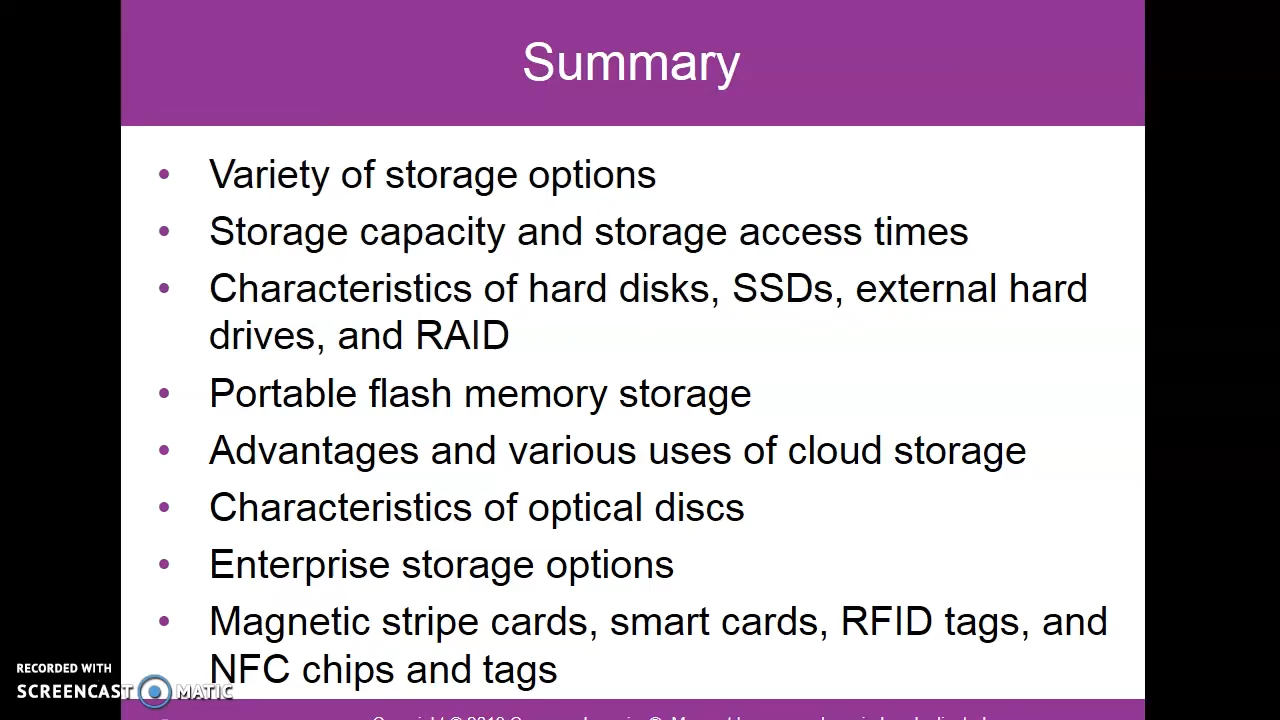 Summary
• Variety of storage options
• Storage capacity and storage access times
• Characteristics of hard disks, SSDs, external hard
drives, and RAID
• Portable flash memory storage
• Advantages and various uses of cloud storage
• Characteristics of optical discs
• Enterprise storage options
• Magnetic stripe cards, smart cards, RFID tags, and
NFC chips and tags
RECORDED WITH
SCREENCAST MATIC